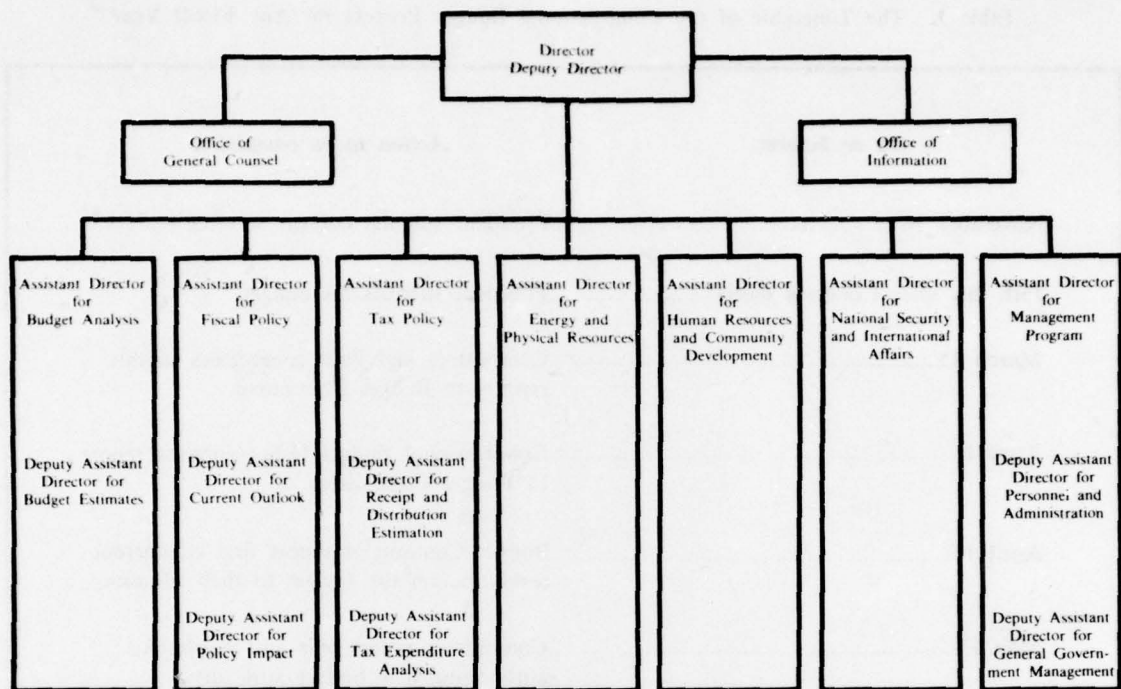 Director
Deputy Director
Office of
General Counsel
Office of
Information
Assistant Director
for
Budget Analysis
Deputy Assistant
Director for
Budget Estimates
Assistant Director
for
Fiscal Policy
Deputy Assistant
Director for
Current Outlook
Deputy Assistant
Director for
Policy Impact
Assistant Director
for
Tax Policy
Deputy Assistant
Director for
Receipt and
Distribution
Estimation
Deputy Assistant
Director for
Tax Expenditure
Analysis
Assistant Director
for
Energy and
Physical Resources
Assistant Director
for
Human Resources
and Community
Development
Assistant Director
for
National Security
and International
Affairs
Assistant Director
for
Management
Program
Deputy Assistant
Director for
Personnel and
Administration
Deputy Assistant
Director for
General Govern-
ment Management